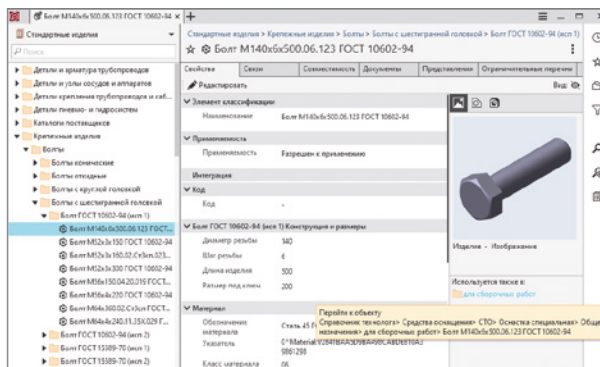 Болт М140х6х500.06.123 ГОСТ 10602-94 ×
Стандартные изделия
Поиск
Детали и арматура трубопроводов
Детали и узлы сосудов и аппаратов
Детали крепления трубопроводов и каб...
Детали пневмо- и гидросистем
Каталоги поставщиков
Крепежные изделия
Болты
Болты конические
Болты откидные
Болты с круглой головкой
Болты с шестигранной головкой
Болт ГОСТ 10602-94 (исп 1)
Болт М140х6х500.06.123 ГОСТ...
Болт М52х3х150 ГОСТ 10602-94
Болт М52х3х160.02.Ст3кп.023...
Болт М52х3х300 ГОСТ 10602-94
Болт М56х150.04.20.019 ГОСТ...
Болт М56х4х220 ГОСТ 10602-94
Болт М64х360.02.Ст3сп ГОСТ...
Болт М64х4х240.11.35Х.029 Г...
Болт ГОСТ 10602-94 (исп 2)
Болт ГОСТ 15589-70 (исп 1)
Болт ГОСТ 15589-70 (исп 2)
Стандартные изделия > Крепежные изделия > Болты > Болты с шестигранной головкой > Болт ГОСТ 10602-94 (исп 1)
Болт М140х6х500.06.123 ГОСТ 10602-94
Свойства Связи Совместимость Документы Представления Ограничительные перечни
Редактировать Вид:
Элемент классификации
Наименование Болт М140х6х500.06.123 ГОСТ 10602-94
Применяемость
Применяемость Разрешен к применению
Интеграция
Код
Код -
Болт ГОСТ 10602-94 (исп 1) Конструкция и размеры
Диаметр резьбы 140
Шаг резьбы 6
Длина изделия 500
Размер под ключ 200
Материал
Обозначение материала Сталь 45 Г
Указатель
9861298
Класс материала 06
Изделие - Изображение
Используется также в:
для сборочных работ
Перейти к объекту
Справочник технолога> Средства оснащения> СТО> Оснастка специальная> Обще
назначения> для сборочных работ> Болт М140х6х500.06.123 ГОСТ 10602-94